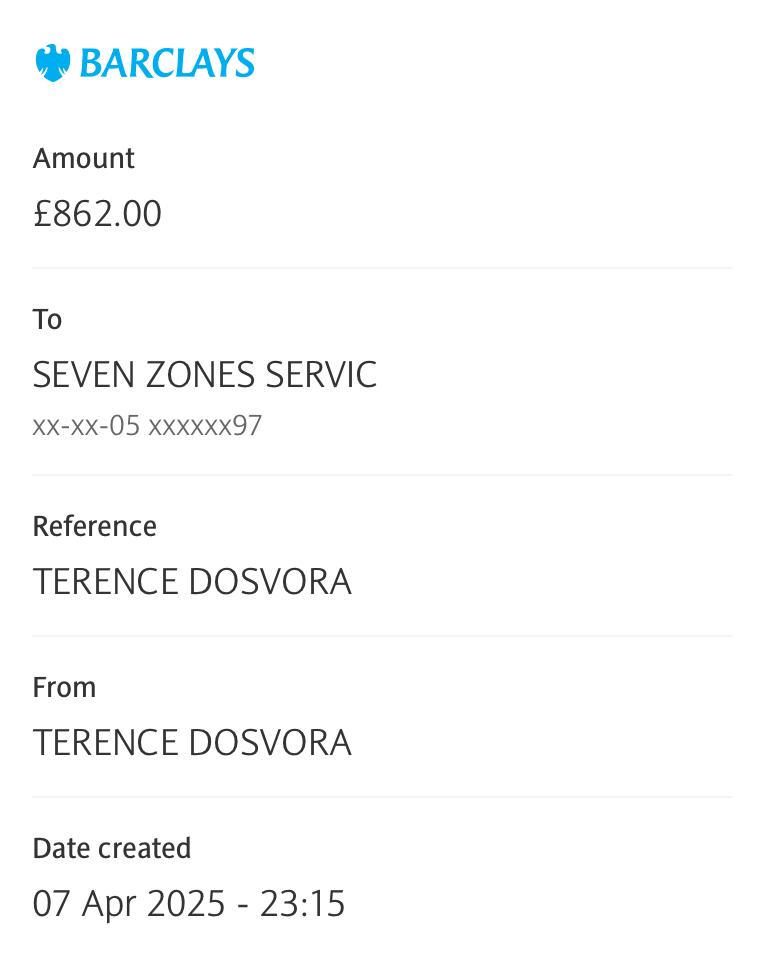 BARCLAYS
Amount
£862.00
To
SEVEN ZONES SERVIC
xx-xx-05 xxxxxx97
Reference
TERENCE DOSVORA
From
TERENCE DOSVORA
Date created
07 Apr 2025 - 23:15